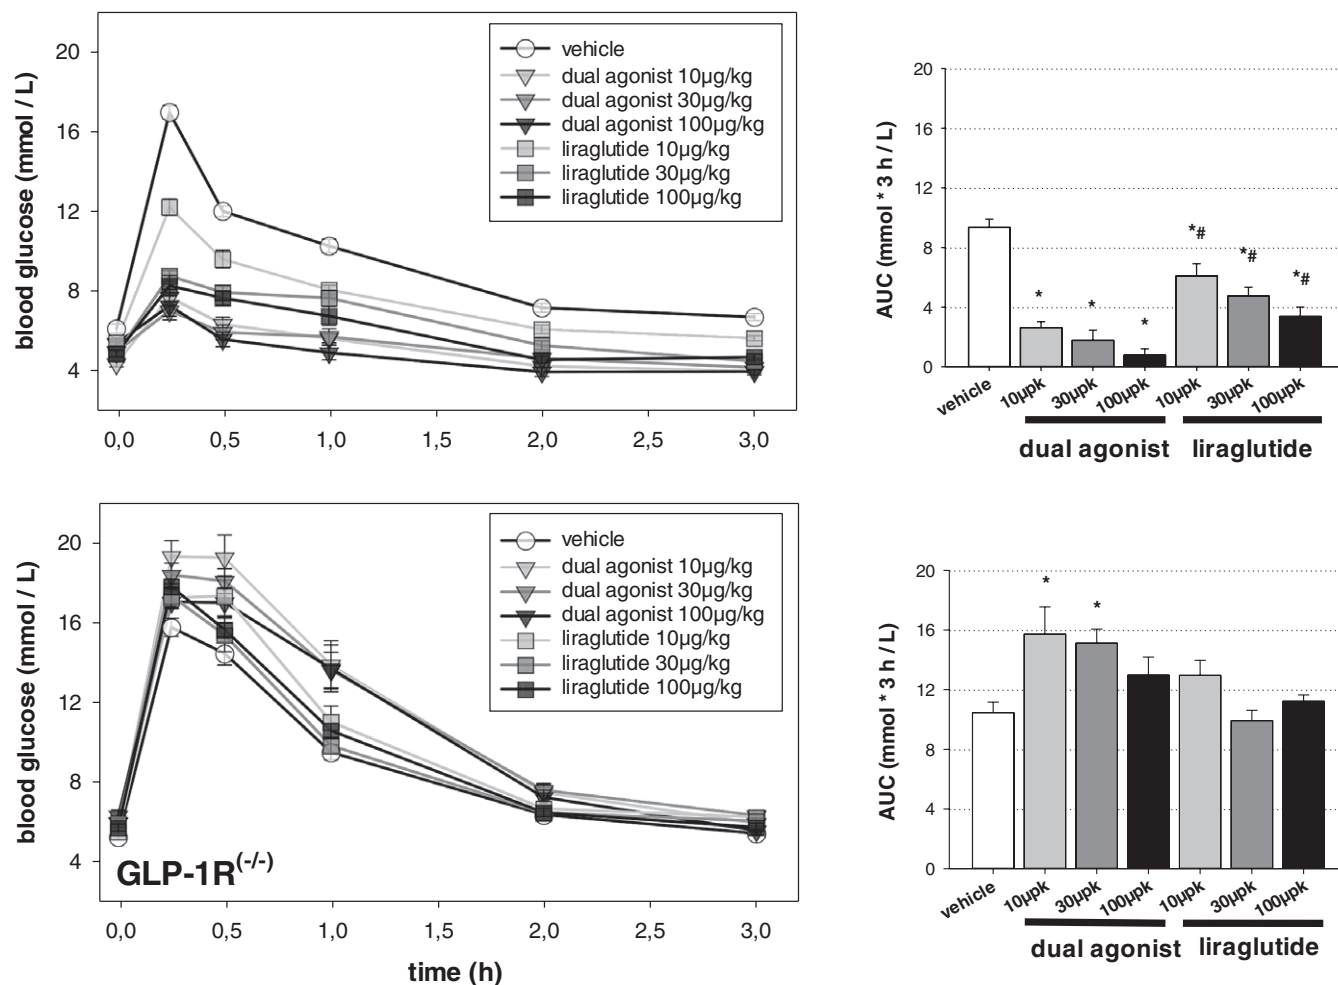 blood glucose (mmol / L)
20
16
12
8
4
vehicle
dual agonist 10µg/kg
dual agonist 30µg/kg
dual agonist 100µg/kg
liraglutide 10µg/kg
liraglutide 30µg/kg
liraglutide 100µg/kg
0,0 0,5 1,0 1,5 2,0 2,5 3,0
AUC (mmol * 3 h / L)
20
16
12
8
4
0
*
*
*
*#
*#
*#
vehicle 10µpk 30µpk 100µpk 10µpk 30µpk 100µpk
dual agonist liraglutide
blood glucose (mmol / L)
20
16
12
8
4
vehicle
dual agonist 10µg/kg
dual agonist 30µg/kg
dual agonist 100µg/kg
liraglutide 10µg/kg
liraglutide 30µg/kg
liraglutide 100µg/kg
GLP-1R(-/-)
0,0 0,5 1,0 1,5 2,0 2,5 3,0
time (h)
AUC (mmol * 3 h / L)
20
16
12
8
4
0
*
*
vehicle 10µpk 30µpk 100µpk 10µpk 30µpk 100µpk
dual agonist liraglutide